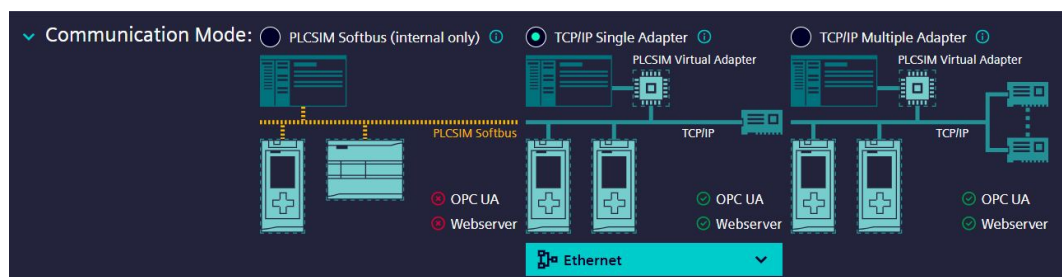 Communication Mode:
PLCSIM Softbus (internal only)
TCP/IP Single Adapter
TCP/IP Multiple Adapter
PLCSIM Virtual Adapter
PLCSIM Virtual Adapter
PLCSIM Softbus
TCP/IP
TCP/IP
OPC UA
OPC UA
OPC UA
Webserver
Webserver
Webserver
Ethernet